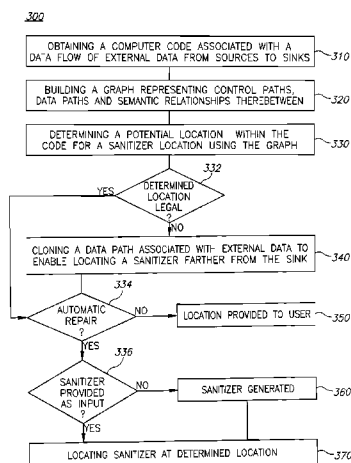 300
OBTAINING A COMPUTER CODE ASSOCIATED WITH A
DATA FLOW OF EXTERNAL DATA FROM SOURCES TO SINKS
310
BUILDING A GRAPH REPRESENTING CONTROL PATHS,
DATA PATHS AND SEMANTIC RELATIONSHIPS THEREBETWEEN
320
DETERMINING A POTENTIAL LOCATION WITHIN THE
CODE FOR A SANITIZER LOCATION USING THE GRAPH
330
332
YES
DETERMINED
LOCATION
LEGAL
?
NO
CLONING A DATA PATH ASSOCIATED WITH EXTERNAL DATA TO
ENABLE LOCATING A SANITIZER FARTHER FROM THE SINK
340
334
AUTOMATIC
REPAIR
?
NO
LOCATION PROVIDED TO USER
350
YES
336
SANITIZER
PROVIDED
AS INPUT
?
NO
SANITIZER GENERATED
360
YES
LOCATING SANITIZER AT DETERMINED LOCATION
370